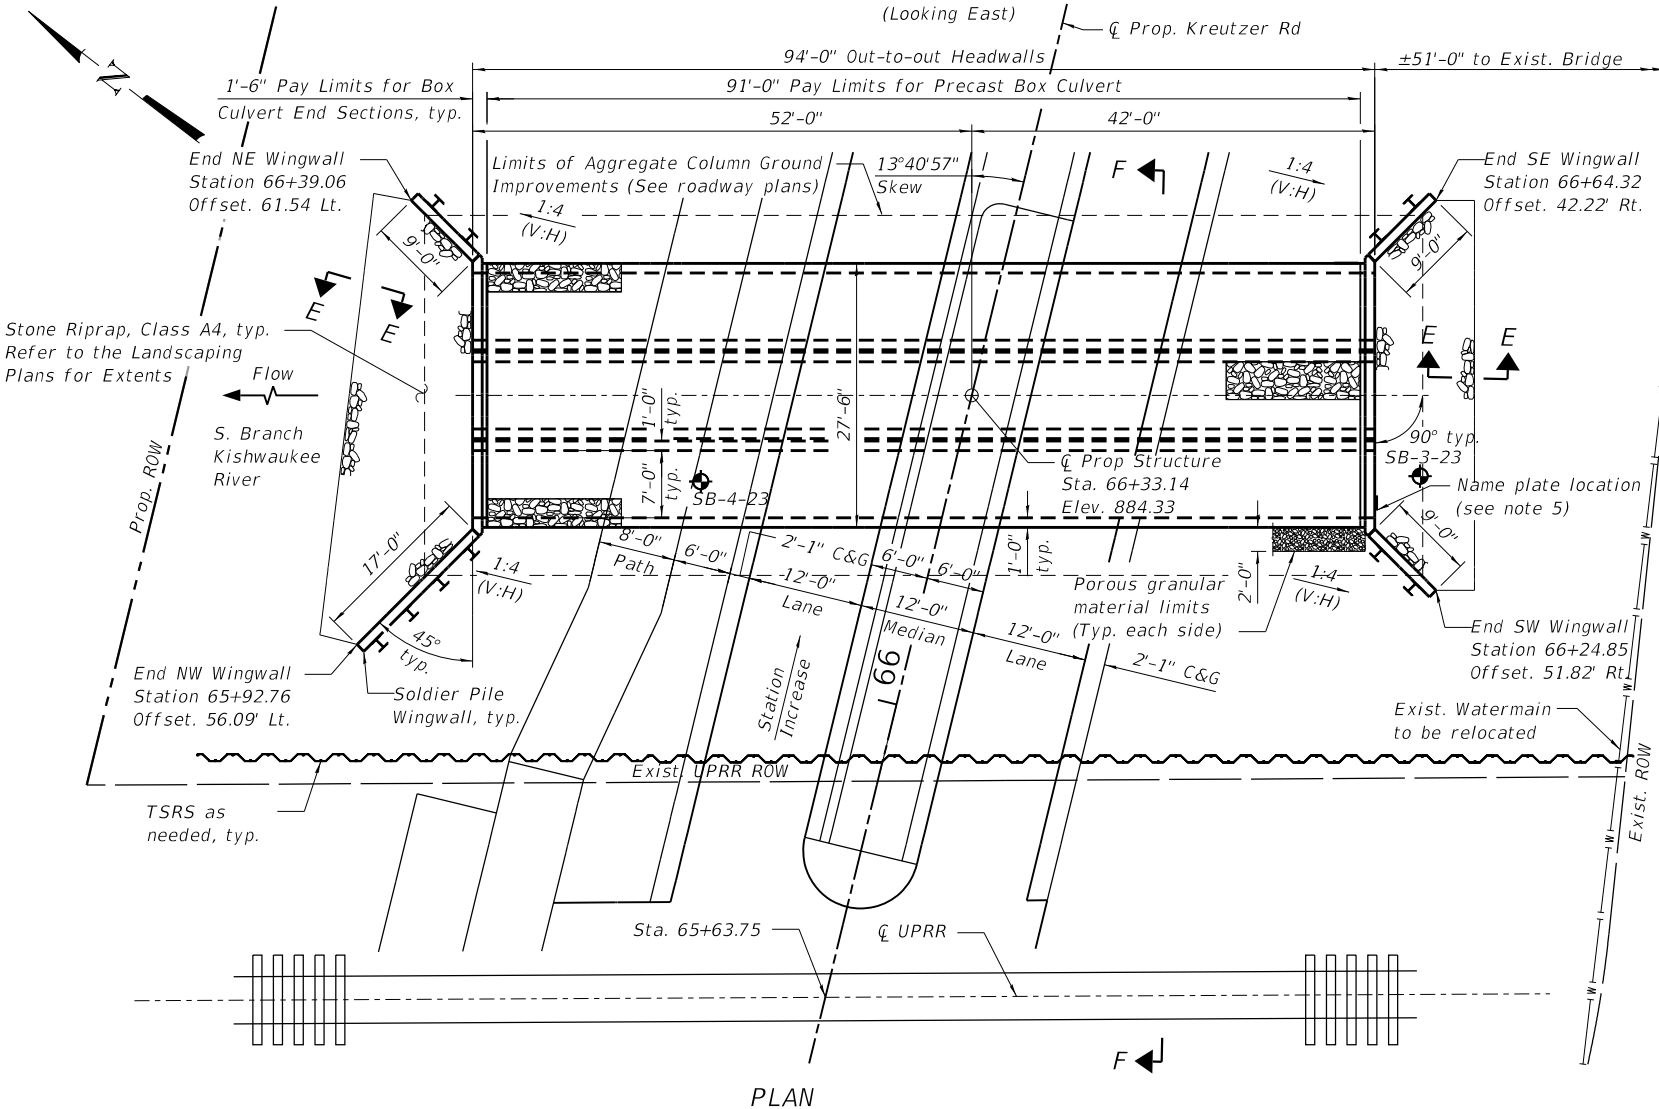 (Looking East)
℄ Prop. Kreutzer Rd
N
94'-0" Out-to-out Headwalls
±51'-0" to Exist. Bridge
1'-6" Pay Limits for Box
Culvert End Sections, typ.
91'-0" Pay Limits for Precast Box Culvert
52'-0"
42'-0"
End NE Wingwall
Station 66+39.06
Offset. 61.54 Lt.
Limits of Aggregate Column Ground
Improvements (See roadway plans)
13°40'57"
Skew
F
1:4
(V:H)
End SE Wingwall
Station 66+64.32
Offset. 42.22' Rt.
1:4
(V:H)
9'-0"
9'-0"
E
E
E
E
Stone Riprap, Class A4, typ.
Refer to the Landscaping
Plans for Extents
Flow
S. Branch
Kishwaukee
River
Prop. ROW
1'-0"
typ.
7'-0"
typ.
27'-6"
SB-4-23
℄ Prop Structure
Sta. 66+33.14
Elev. 884.33
90° typ.
SB-3-23
Name plate location
(see note 5)
9'-0"
17'-0"
45°
typ.
1:4
(V:H)
8'-0"
Path
6'-0"
2'-1" C&G
12'-0"
Lane
6'-0"
6'-0"
12'-0"
Median
12'-0"
Lane
2'-1" C&G
1'-0"
typ.
Porous granular
material limits
(Typ. each side)
2'-0"
1:4
(V:H)
End SW Wingwall
Station 66+24.85
Offset. 51.82' Rt.
End NW Wingwall
Station 65+92.76
Offset. 56.09' Lt.
Soldier Pile
Wingwall, typ.
Station
Increase
66
Exist. Watermain
to be relocated
W
W
W
W
W
W
Exist. ROW
Exist. UPRR ROW
TSRS as
needed, typ.
Sta. 65+63.75
℄ UPRR
F
PLAN